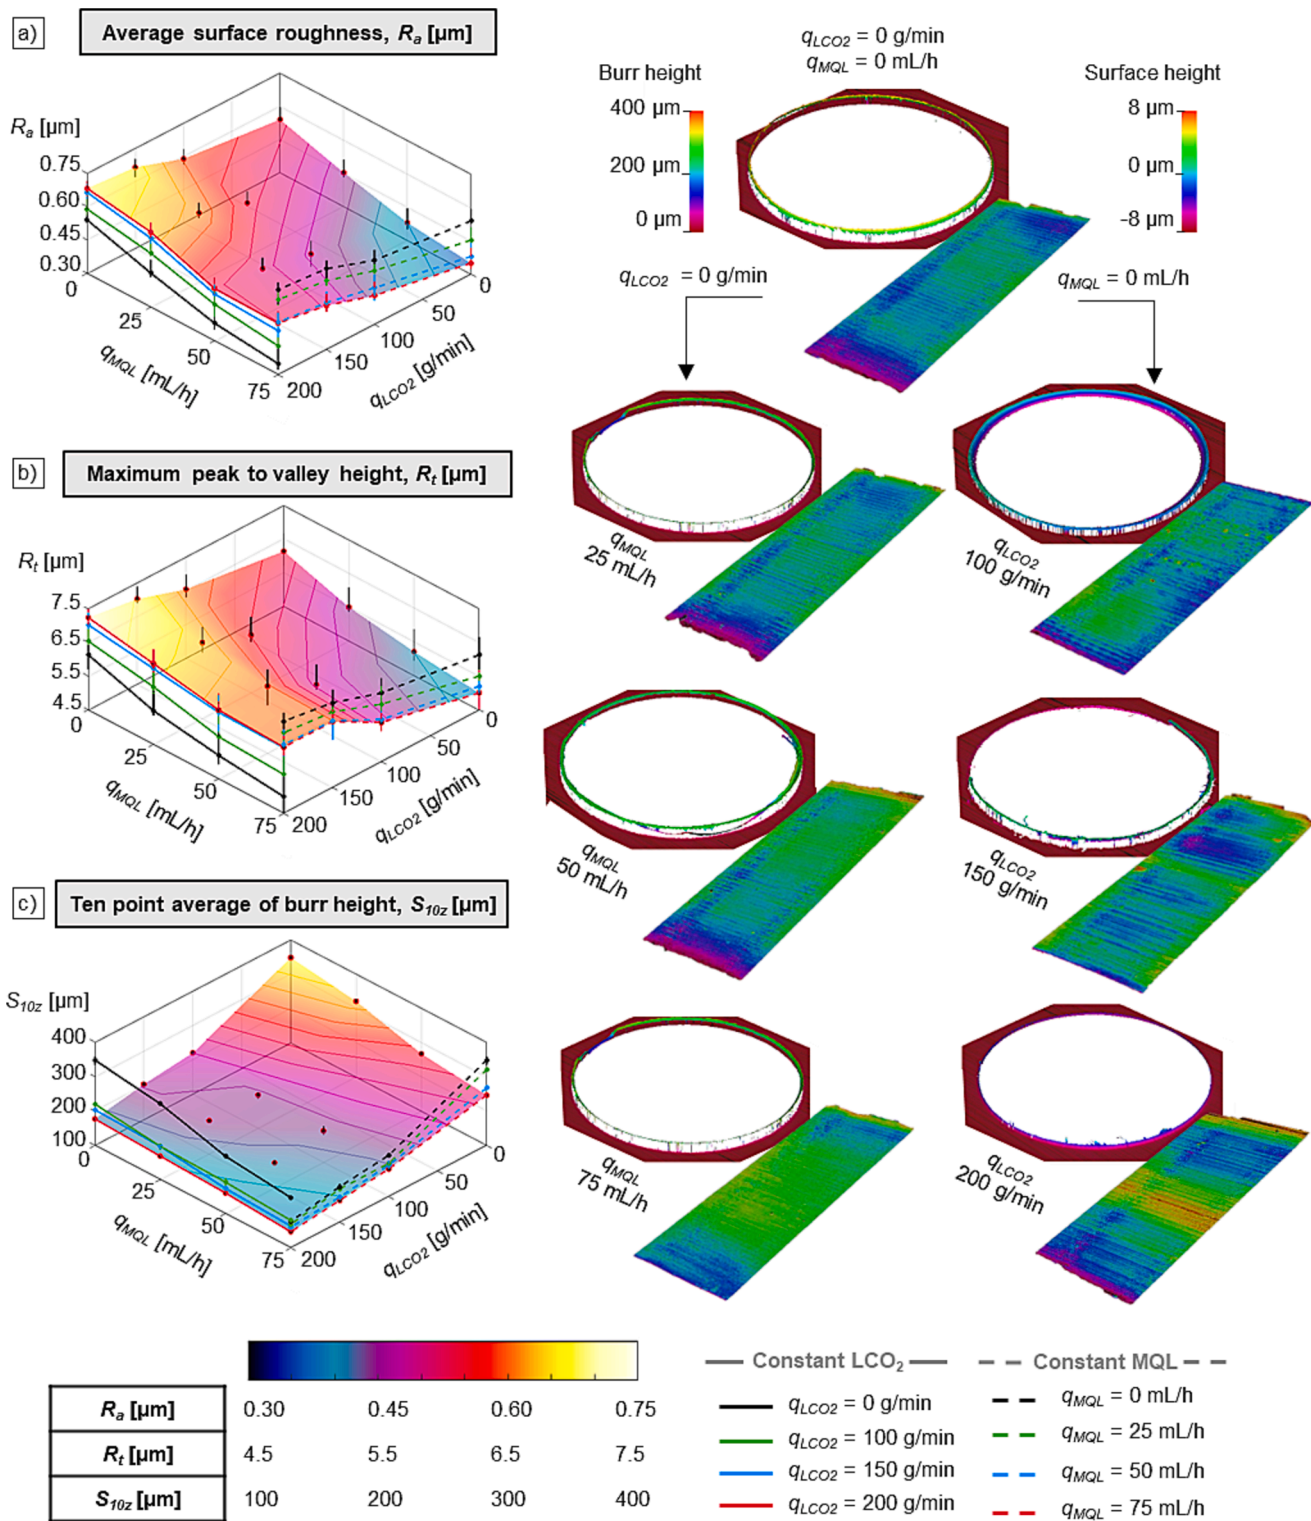 a)
Average surface roughness, Ra [µm]
Ra [µm]
0.75
0.60
0.45
0.30
0
25
50
75
qMQL [mL/h]
200
150
100
50
0
qLCO2 [g/min]
b)
Maximum peak to valley height, Rt [µm]
Rt [µm]
7.5
6.5
5.5
4.5
0
25
50
75
qMQL [mL/h]
200
150
100
50
0
qLCO2 [g/min]
c)
Ten point average of burr height, S10z [µm]
S10z [µm]
400
300
200
100
0
25
50
75
qMQL [mL/h]
200
150
100
50
0
qLCO2 [g/min]
qLCO2 = 0 g/min
qMQL = 0 mL/h
Burr height
400 µm
200 µm
0 µm
Surface height
8 µm
0 µm
-8 µm
qLCO2 = 0 g/min
qMQL = 0 mL/h
qMQL
25 mL/h
qLCO2
100 g/min
qMQL
50 mL/h
qLCO2
150 g/min
qMQL
75 mL/h
qLCO2
200 g/min
Ra [µm] 0.30 0.45 0.60 0.75
Rt [µm] 4.5 5.5 6.5 7.5
S10z [µm] 100 200 300 400
Constant LCO2
qLCO2 = 0 g/min
qLCO2 = 100 g/min
qLCO2 = 150 g/min
qLCO2 = 200 g/min
Constant MQL
qMQL = 0 mL/h
qMQL = 25 mL/h
qMQL = 50 mL/h
qMQL = 75 mL/h